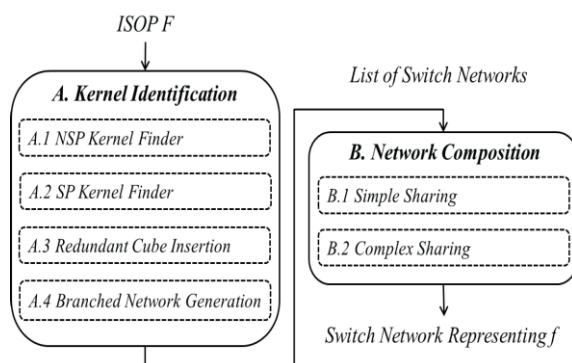 ISOP F
A. Kernel Identification
A.1 NSP Kernel Finder
A.2 SP Kernel Finder
A.3 Redundant Cube Insertion
A.4 Branched Network Generation
List of Switch Networks
B. Network Composition
B.1 Simple Sharing
B.2 Complex Sharing
Switch Network Representing f